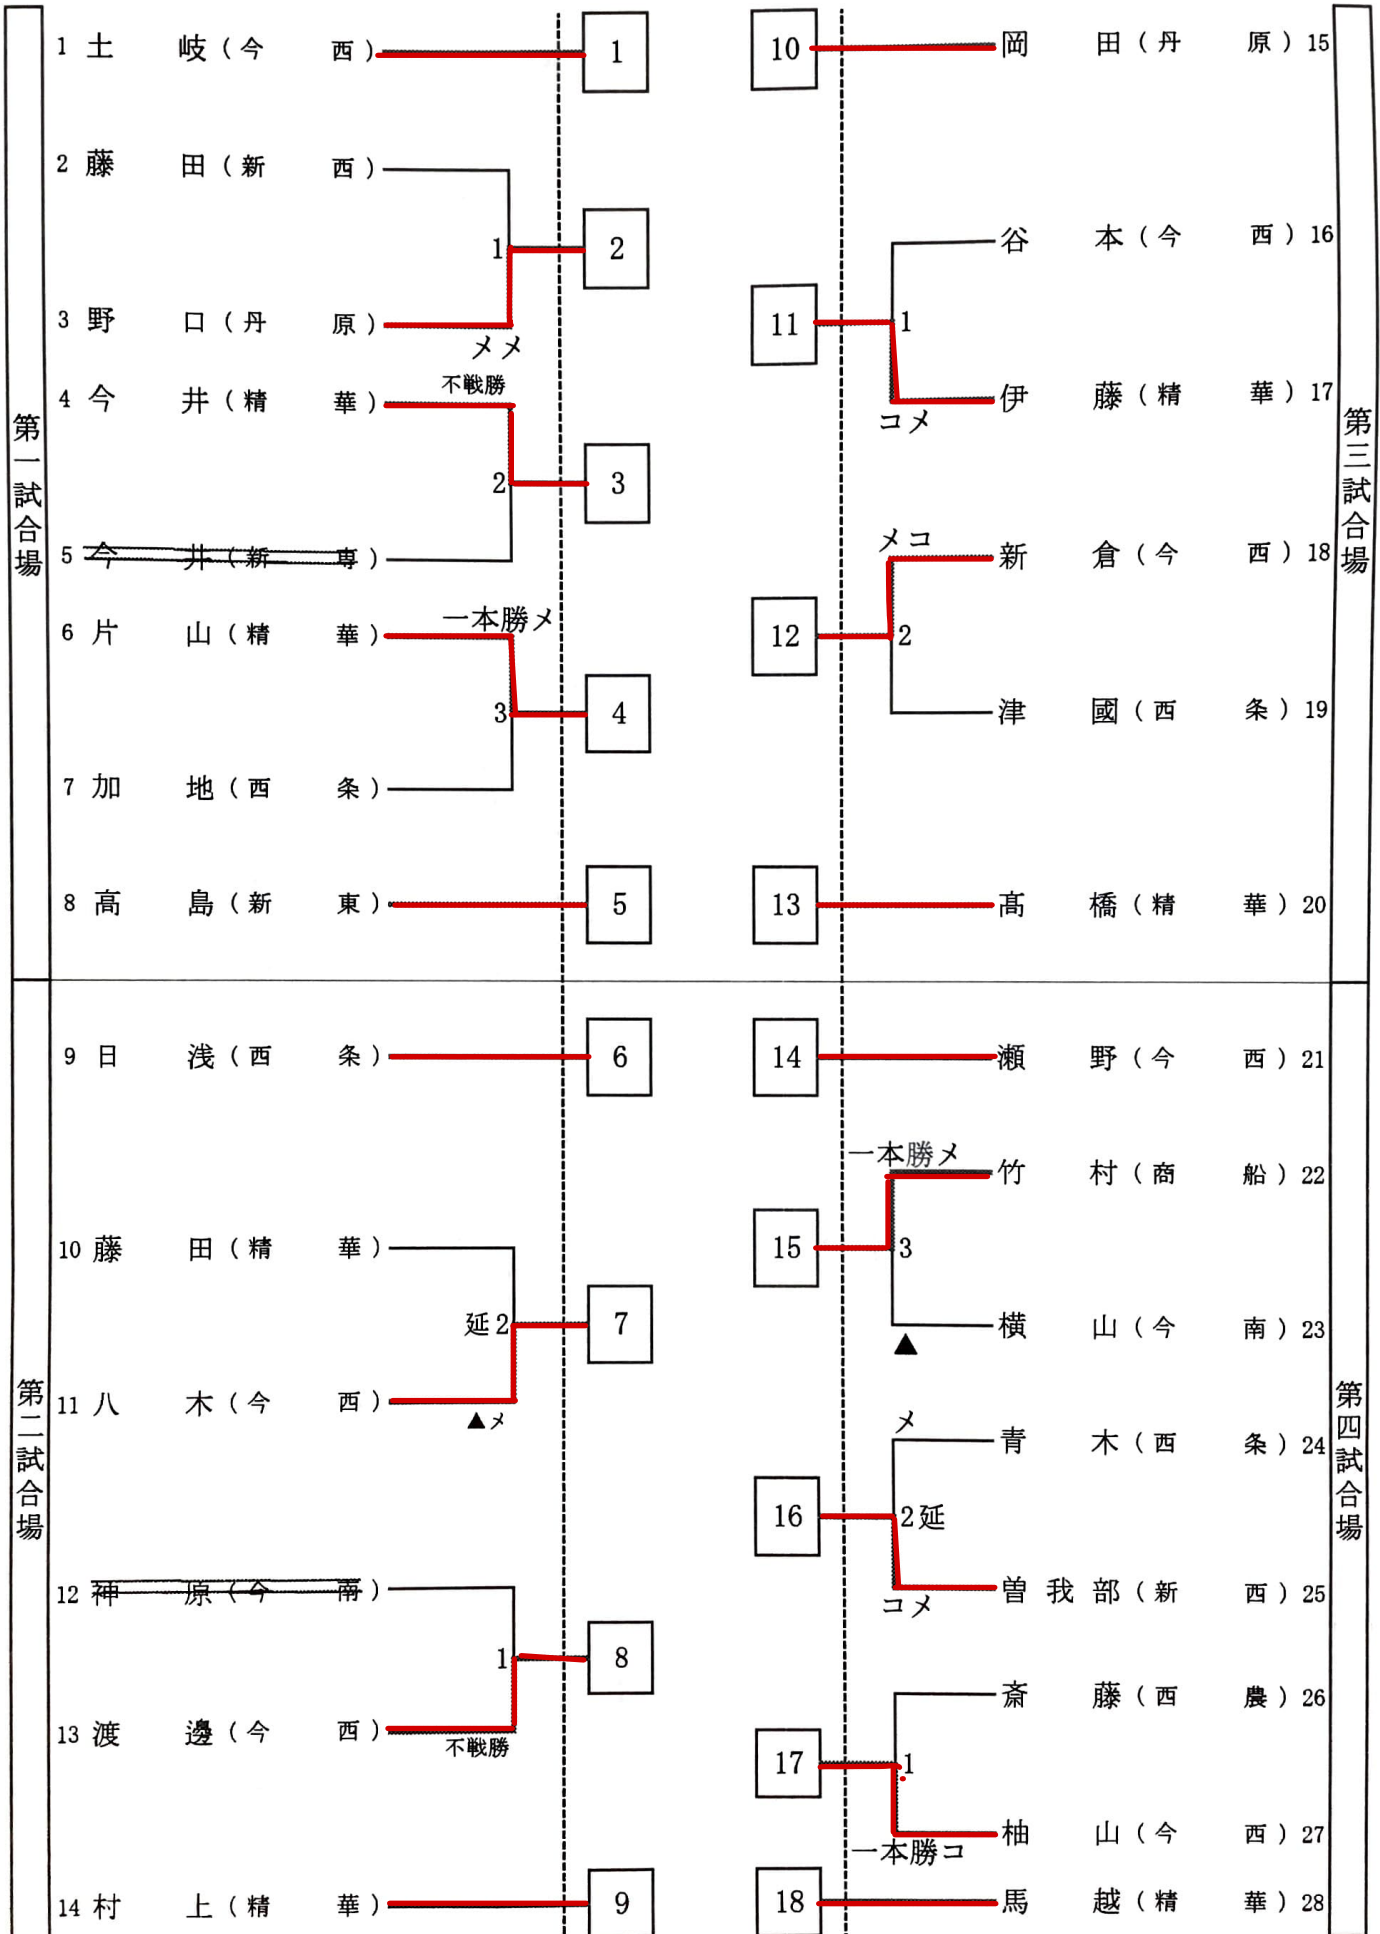 第一試合場
1 土 岐（今 西） 1
2 藤 田（新 西）
1 2
3 野 口（丹 原）
メメ
不戦勝
4 今 井（精 華）
2 3
5 今 井（新 専）
一本勝メ
6 片 山（精 華）
3 4
7 加 地（西 条）
8 高 島（新 東） 5
第二試合場
9 日 浅（西 条） 6
10 藤 田（精 華）
延2 7
11 八 木（今 西）
▲メ
12 神 原（今 南）
1 8
13 渡 邊（今 西）
不戦勝
14 村 上（精 華） 9
第三試合場
10 岡 田（丹 原）15
谷 本（今 西）16
11 1
伊 藤（精 華）17
コメ
メコ
新 倉（今 西）18
12 2
津 國（西 条）19
13 髙 橋（精 華）20
第四試合場
14 瀬 野（今 西）21
一本勝メ
竹 村（商 船）22
15 3
横 山（今 南）23
▲
メ
青 木（西 条）24
16 2延
曽 我 部（新 西）25
コメ
斎 藤（西 農）26
17 1
柚 山（今 西）27
一本勝コ
18 馬 越（精 華）28